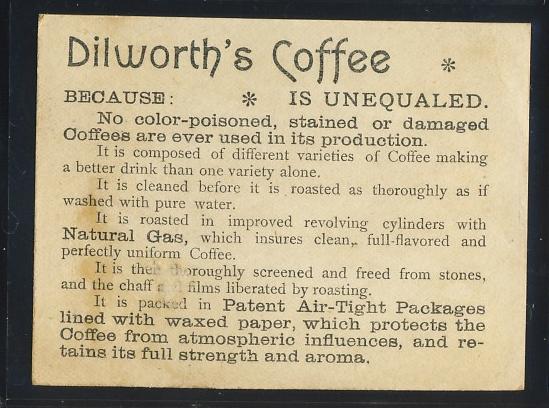 Dilworth's Coffee *
BECAUSE: * IS UNEQUALED.
No color-poisoned, stained or damaged
Coffees are ever used in its production.
It is composed of different varieties of Coffee making
a better drink than one variety alone.
It is cleaned before it is roasted as thoroughly as if
washed with pure water.
It is roasted in improved revolving cylinders with
Natural Gas, which insures clean, full-flavored and
perfectly uniform Coffee.
It is then thoroughly screened and freed from stones,
and the chaff films liberated by roasting.
It is packed in Patent Air-Tight Packages
lined with waxed paper, which protects the
Coffee from atmospheric influences, and re-
tains its full strength and aroma.